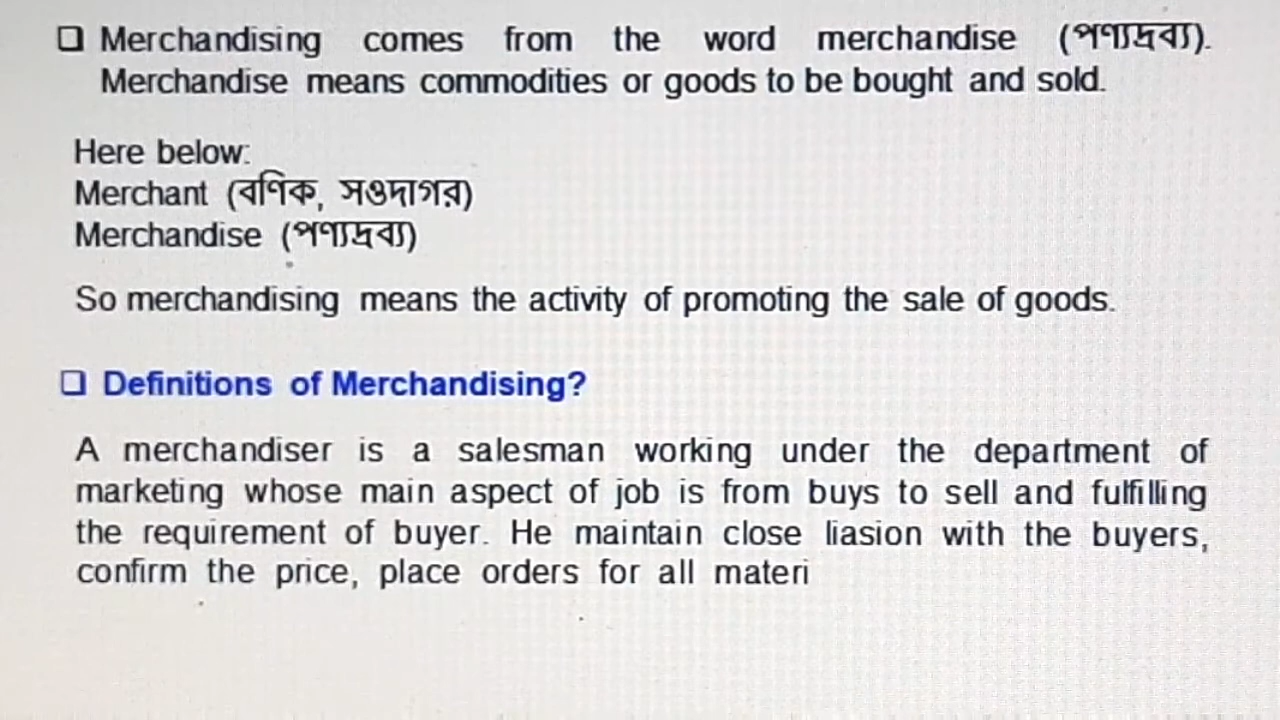 ❑ Merchandising comes from the word merchandise (পণ্যদ্রব্য).
Merchandise means commodities or goods to be bought and sold.
Here below:
Merchant (বণিক, সওদাগর)
Merchandise (পণ্যদ্রব্য)
So merchandising means the activity of promoting the sale of goods.
❑ Definitions of Merchandising?
A merchandiser is a salesman working under the department of
marketing whose main aspect of job is from buys to sell and fulfilling
the requirement of buyer. He maintain close liasion with the buyers,
confirm the price, place orders for all materi